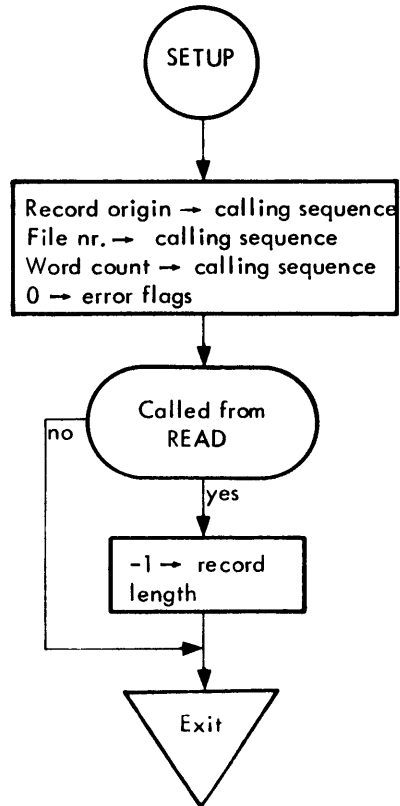 SETUP
Record origin → calling sequence
File nr. → calling sequence
Word count → calling sequence
0 → error flags
Called from
READ
no
yes
-1 → record
length
Exit